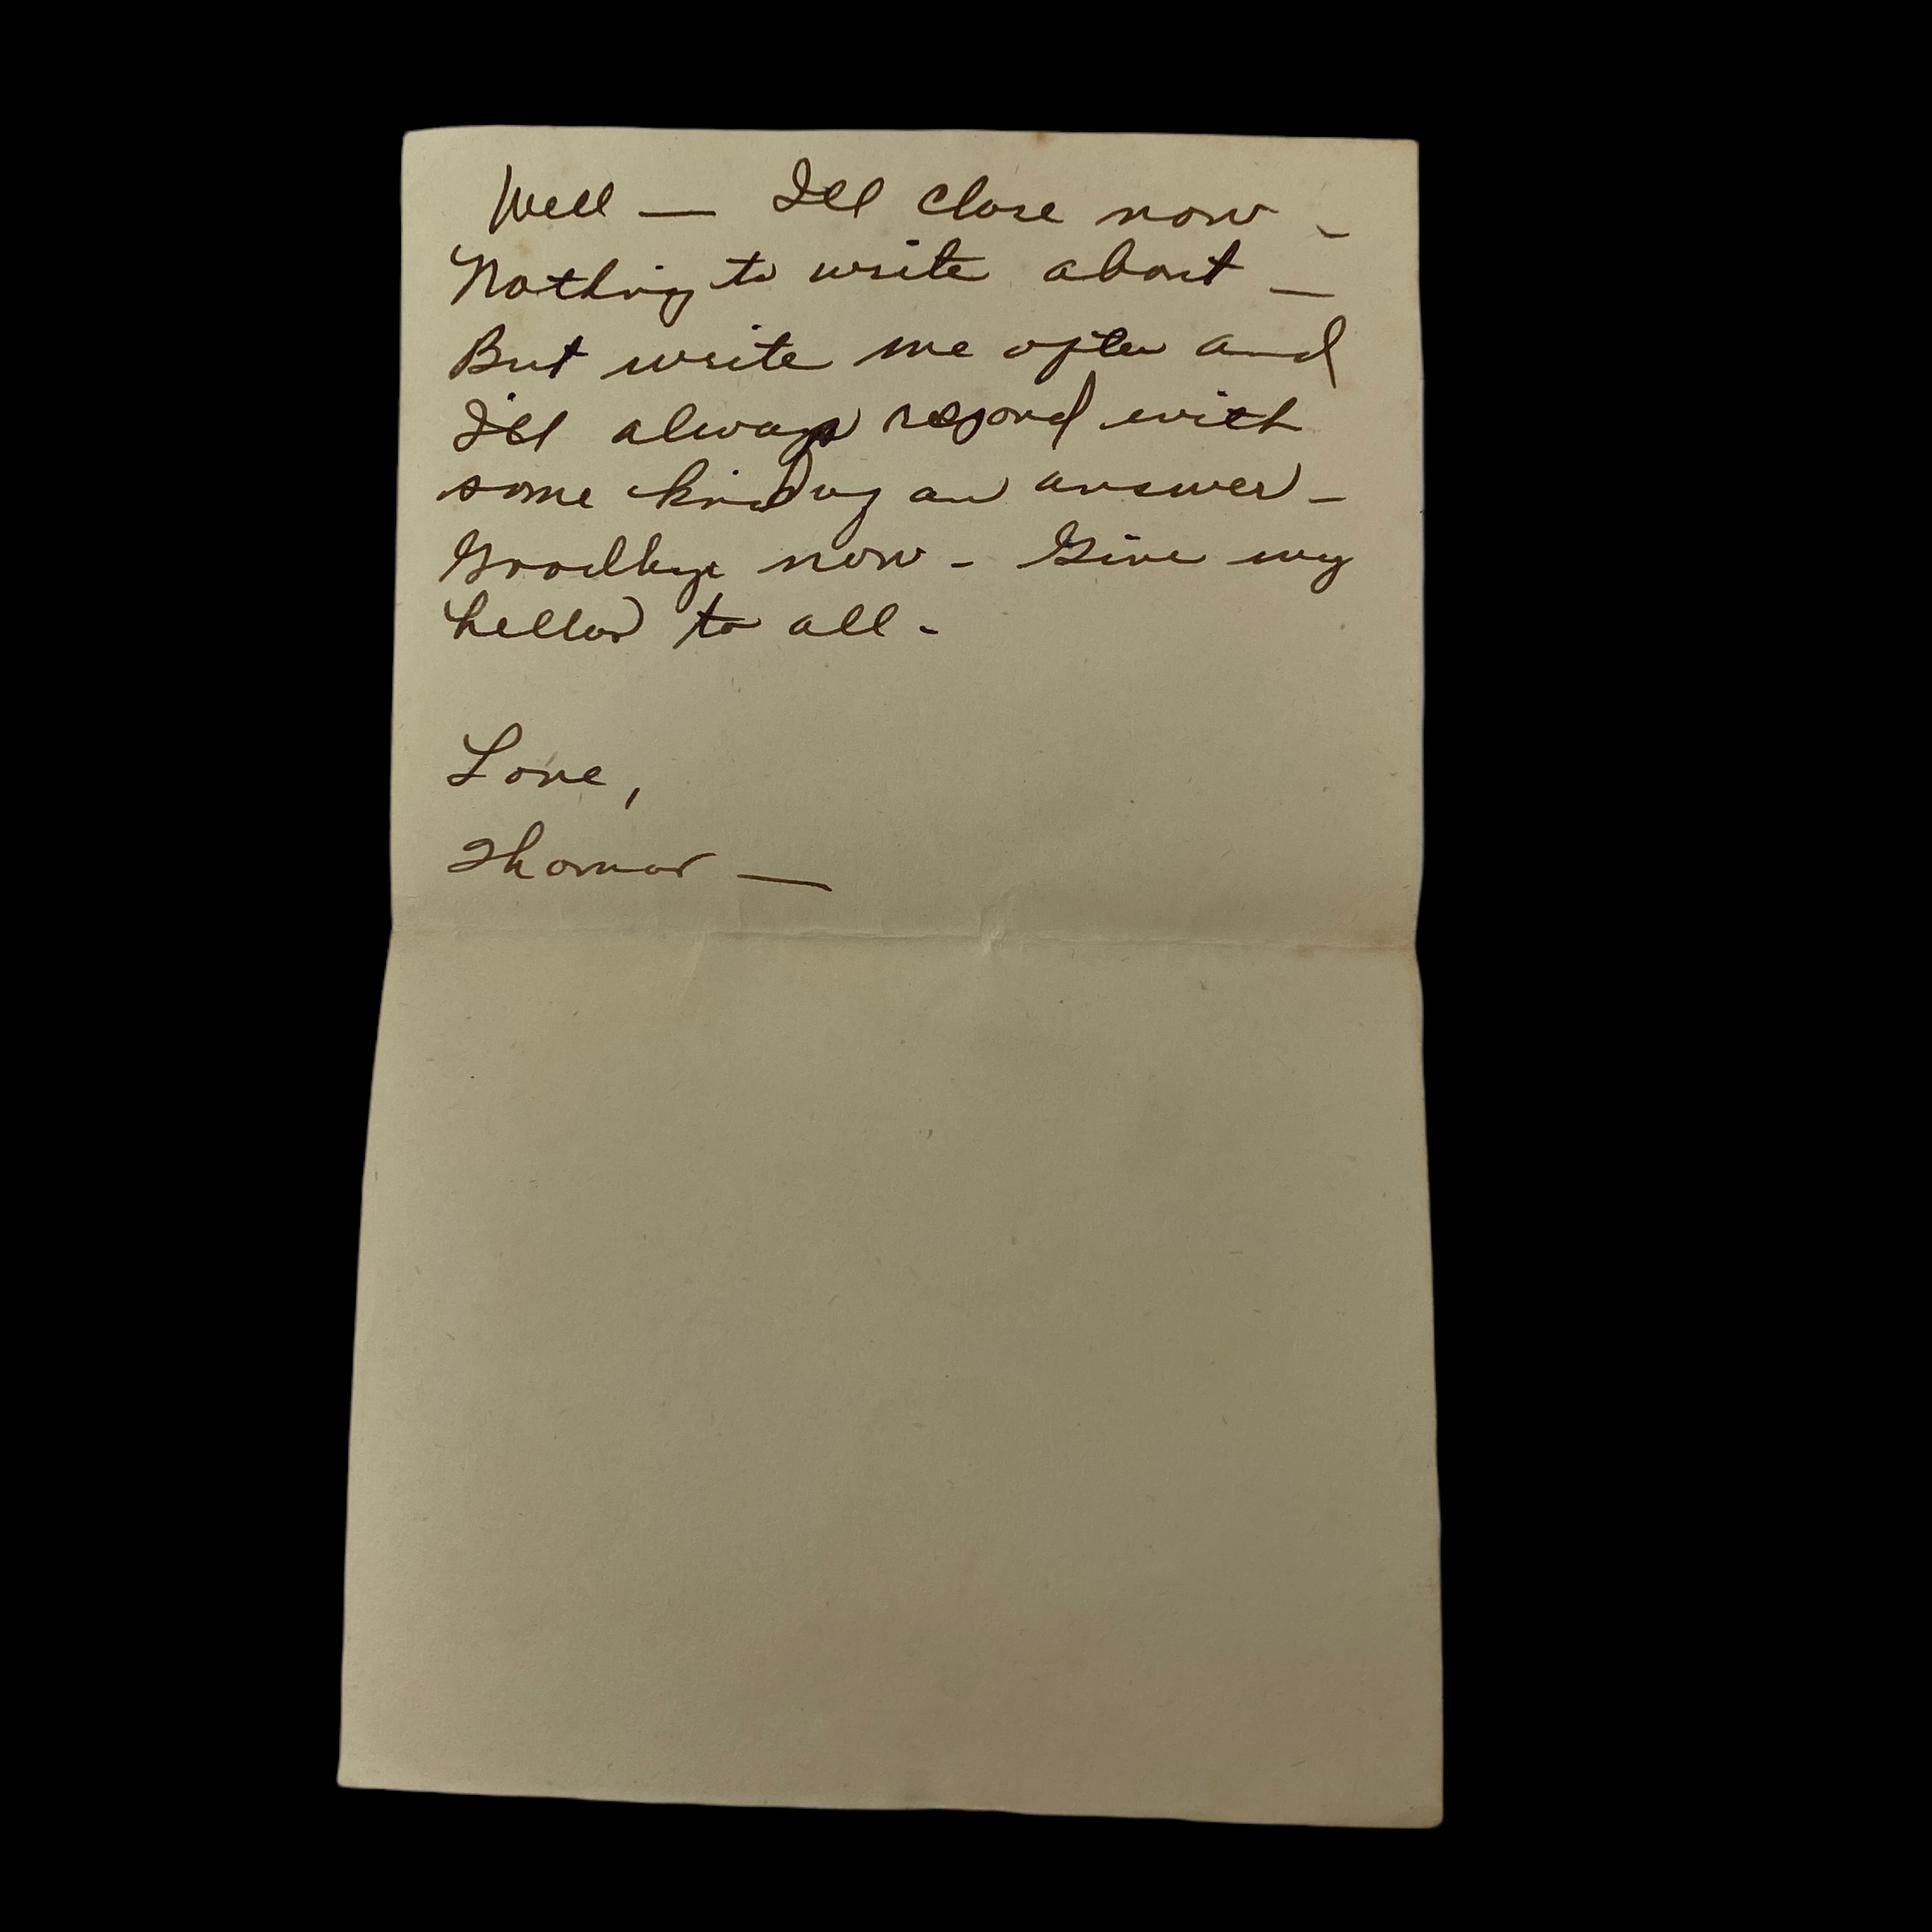 Well — I'll close now -
Nothing to write about —
But write me often and
I'll always respond with
some kind of an answer -
Goodbye now - Give my
hello to all -
Love,
Thomas —